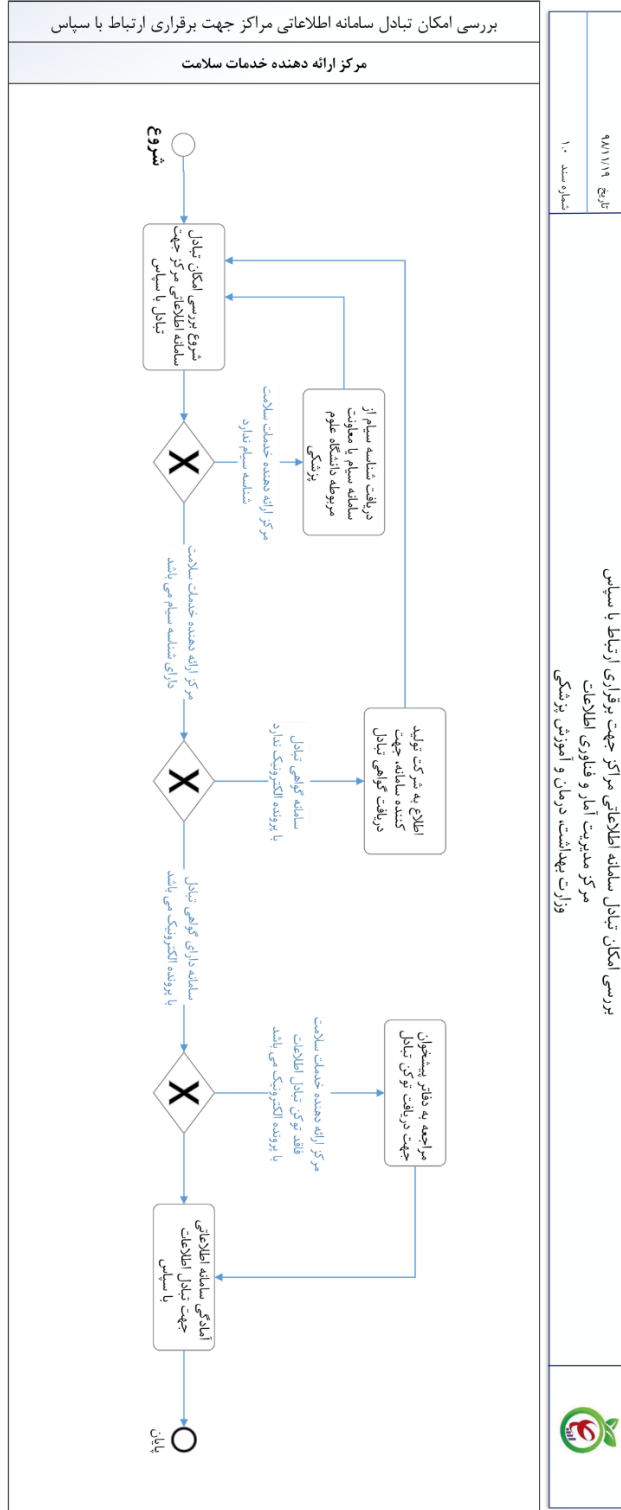 بررسی امکان تبادل سامانه اطلاعاتی مراکز جهت برقراری ارتباط با سپاس
مرکز مدیریت آمار و فناوری اطلاعات
وزارت بهداشت، درمان و آموزش پزشکی
تاریخ ۹۸/۱۱/۱۹
شماره سند ۱.۰
بررسی امکان تبادل سامانه اطلاعاتی مراکز جهت برقراری ارتباط با سپاس
مرکز ارائه دهنده خدمات سلامت
شروع
شروع بررسی امکان تبادل
سامانه اطلاعاتی مرکز جهت
تبادل با سپاس
X
مرکز ارائه دهنده خدمات سلامت
شناسه سیام ندارد
دریافت شناسه سیام از
سامانه سیام یا معاونت
مربوطه دانشگاه علوم
پزشکی
مرکز ارائه دهنده خدمات سلامت
دارای شناسه سیام می باشد
X
سامانه گواهی تبادل
با پرونده الکترونیک ندارد
اطلاع به شرکت تولید
کننده سامانه، جهت
دریافت گواهی تبادل
سامانه دارای گواهی تبادل
با پرونده الکترونیک می باشد
X
مرکز ارائه دهنده خدمات سلامت
فاقد توکن تبادل اطلاعات
با پرونده الکترونیک می باشد
مراجعه به دفاتر پیشخوان
جهت دریافت توکن تبادل
آمادگی سامانه اطلاعاتی
جهت تبادل اطلاعات
با سپاس
پایان